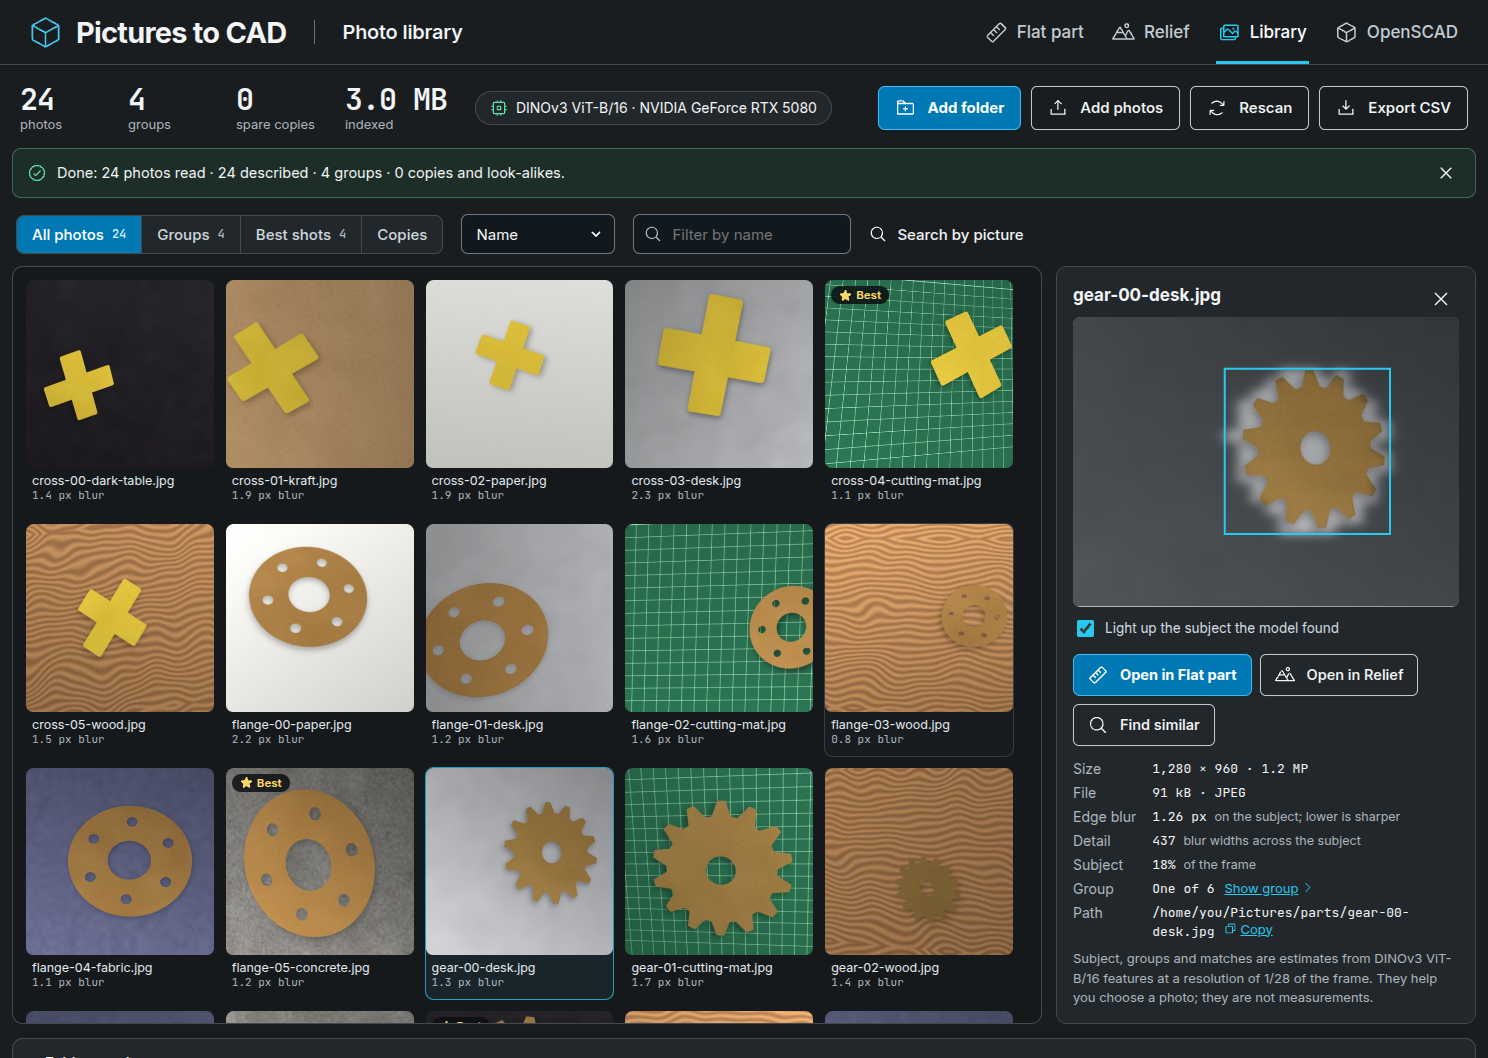 Pictures to CAD
Photo library
Flat part
Relief
Library
OpenSCAD
24
photos
4
groups
0
spare copies
3.0 MB
indexed
DINOv3 ViT-B/16 · NVIDIA GeForce RTX 5080
Add folder
Add photos
Rescan
Export CSV
Done: 24 photos read · 24 described · 4 groups · 0 copies and look-alikes.
All photos 24
Groups 4
Best shots 4
Copies
Name
Filter by name
Search by picture
Best
cross-00-dark-table.jpg
1.4 px blur
cross-01-kraft.jpg
1.9 px blur
cross-02-paper.jpg
1.9 px blur
cross-03-desk.jpg
2.3 px blur
cross-04-cutting-mat.jpg
1.1 px blur
cross-05-wood.jpg
1.5 px blur
flange-00-paper.jpg
2.2 px blur
flange-01-desk.jpg
1.2 px blur
flange-02-cutting-mat.jpg
1.6 px blur
flange-03-wood.jpg
0.8 px blur
Best
flange-04-fabric.jpg
1.1 px blur
flange-05-concrete.jpg
1.2 px blur
gear-00-desk.jpg
1.3 px blur
gear-01-cutting-mat.jpg
1.7 px blur
gear-02-wood.jpg
1.4 px blur
gear-00-desk.jpg
Light up the subject the model found
Open in Flat part
Open in Relief
Find similar
Size 1,280 × 960 · 1.2 MP
File 91 kB · JPEG
Edge blur 1.26 px on the subject; lower is sharper
Detail 437 blur widths across the subject
Subject 18% of the frame
Group One of 6 Show group
Path /home/you/Pictures/parts/gear-00-
desk.jpg Copy
Subject, groups and matches are estimates from DINOv3 ViT-
B/16 features at a resolution of 1/28 of the frame. They help
you choose a photo; they are not measurements.